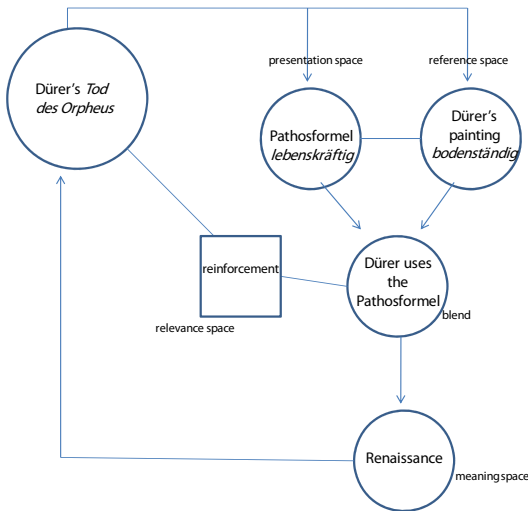 presentation space
reference space
Dürer's Tod
des Orpheus
Pathosformel
lebenskräftig
Dürer's
painting
bodenständig
reinforcement
relevance space
Dürer uses
the
Pathosformel
blend
Renaissance
meaning space